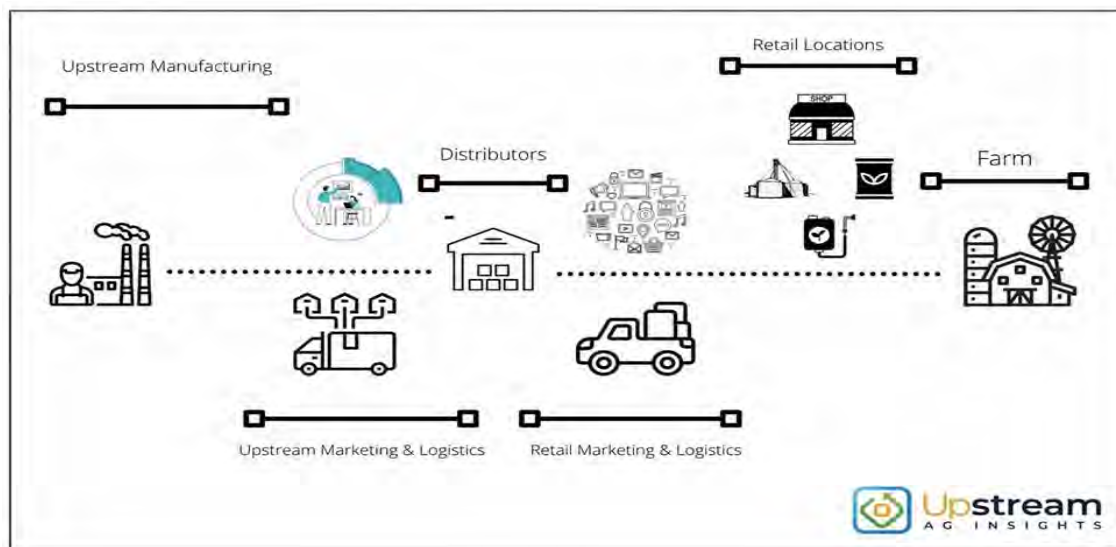 Retail Locations
Upstream Manufacturing
SHOP
Distributors
Farm
Upstream Marketing & Logistics
Retail Marketing & Logistics
Upstream
AG INSIGHTS